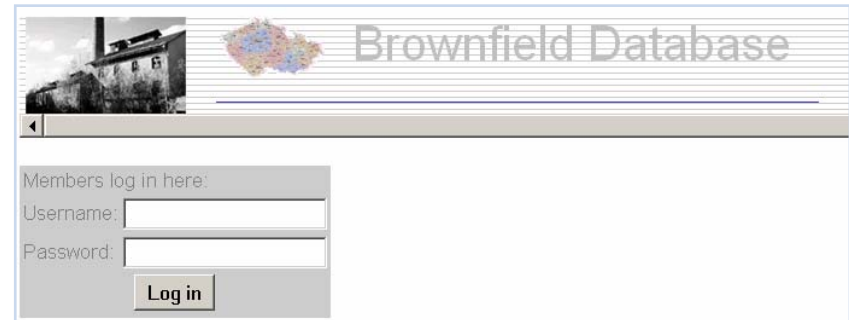 Brownfield Database
Members log in here:
Username:
Password:
Log in